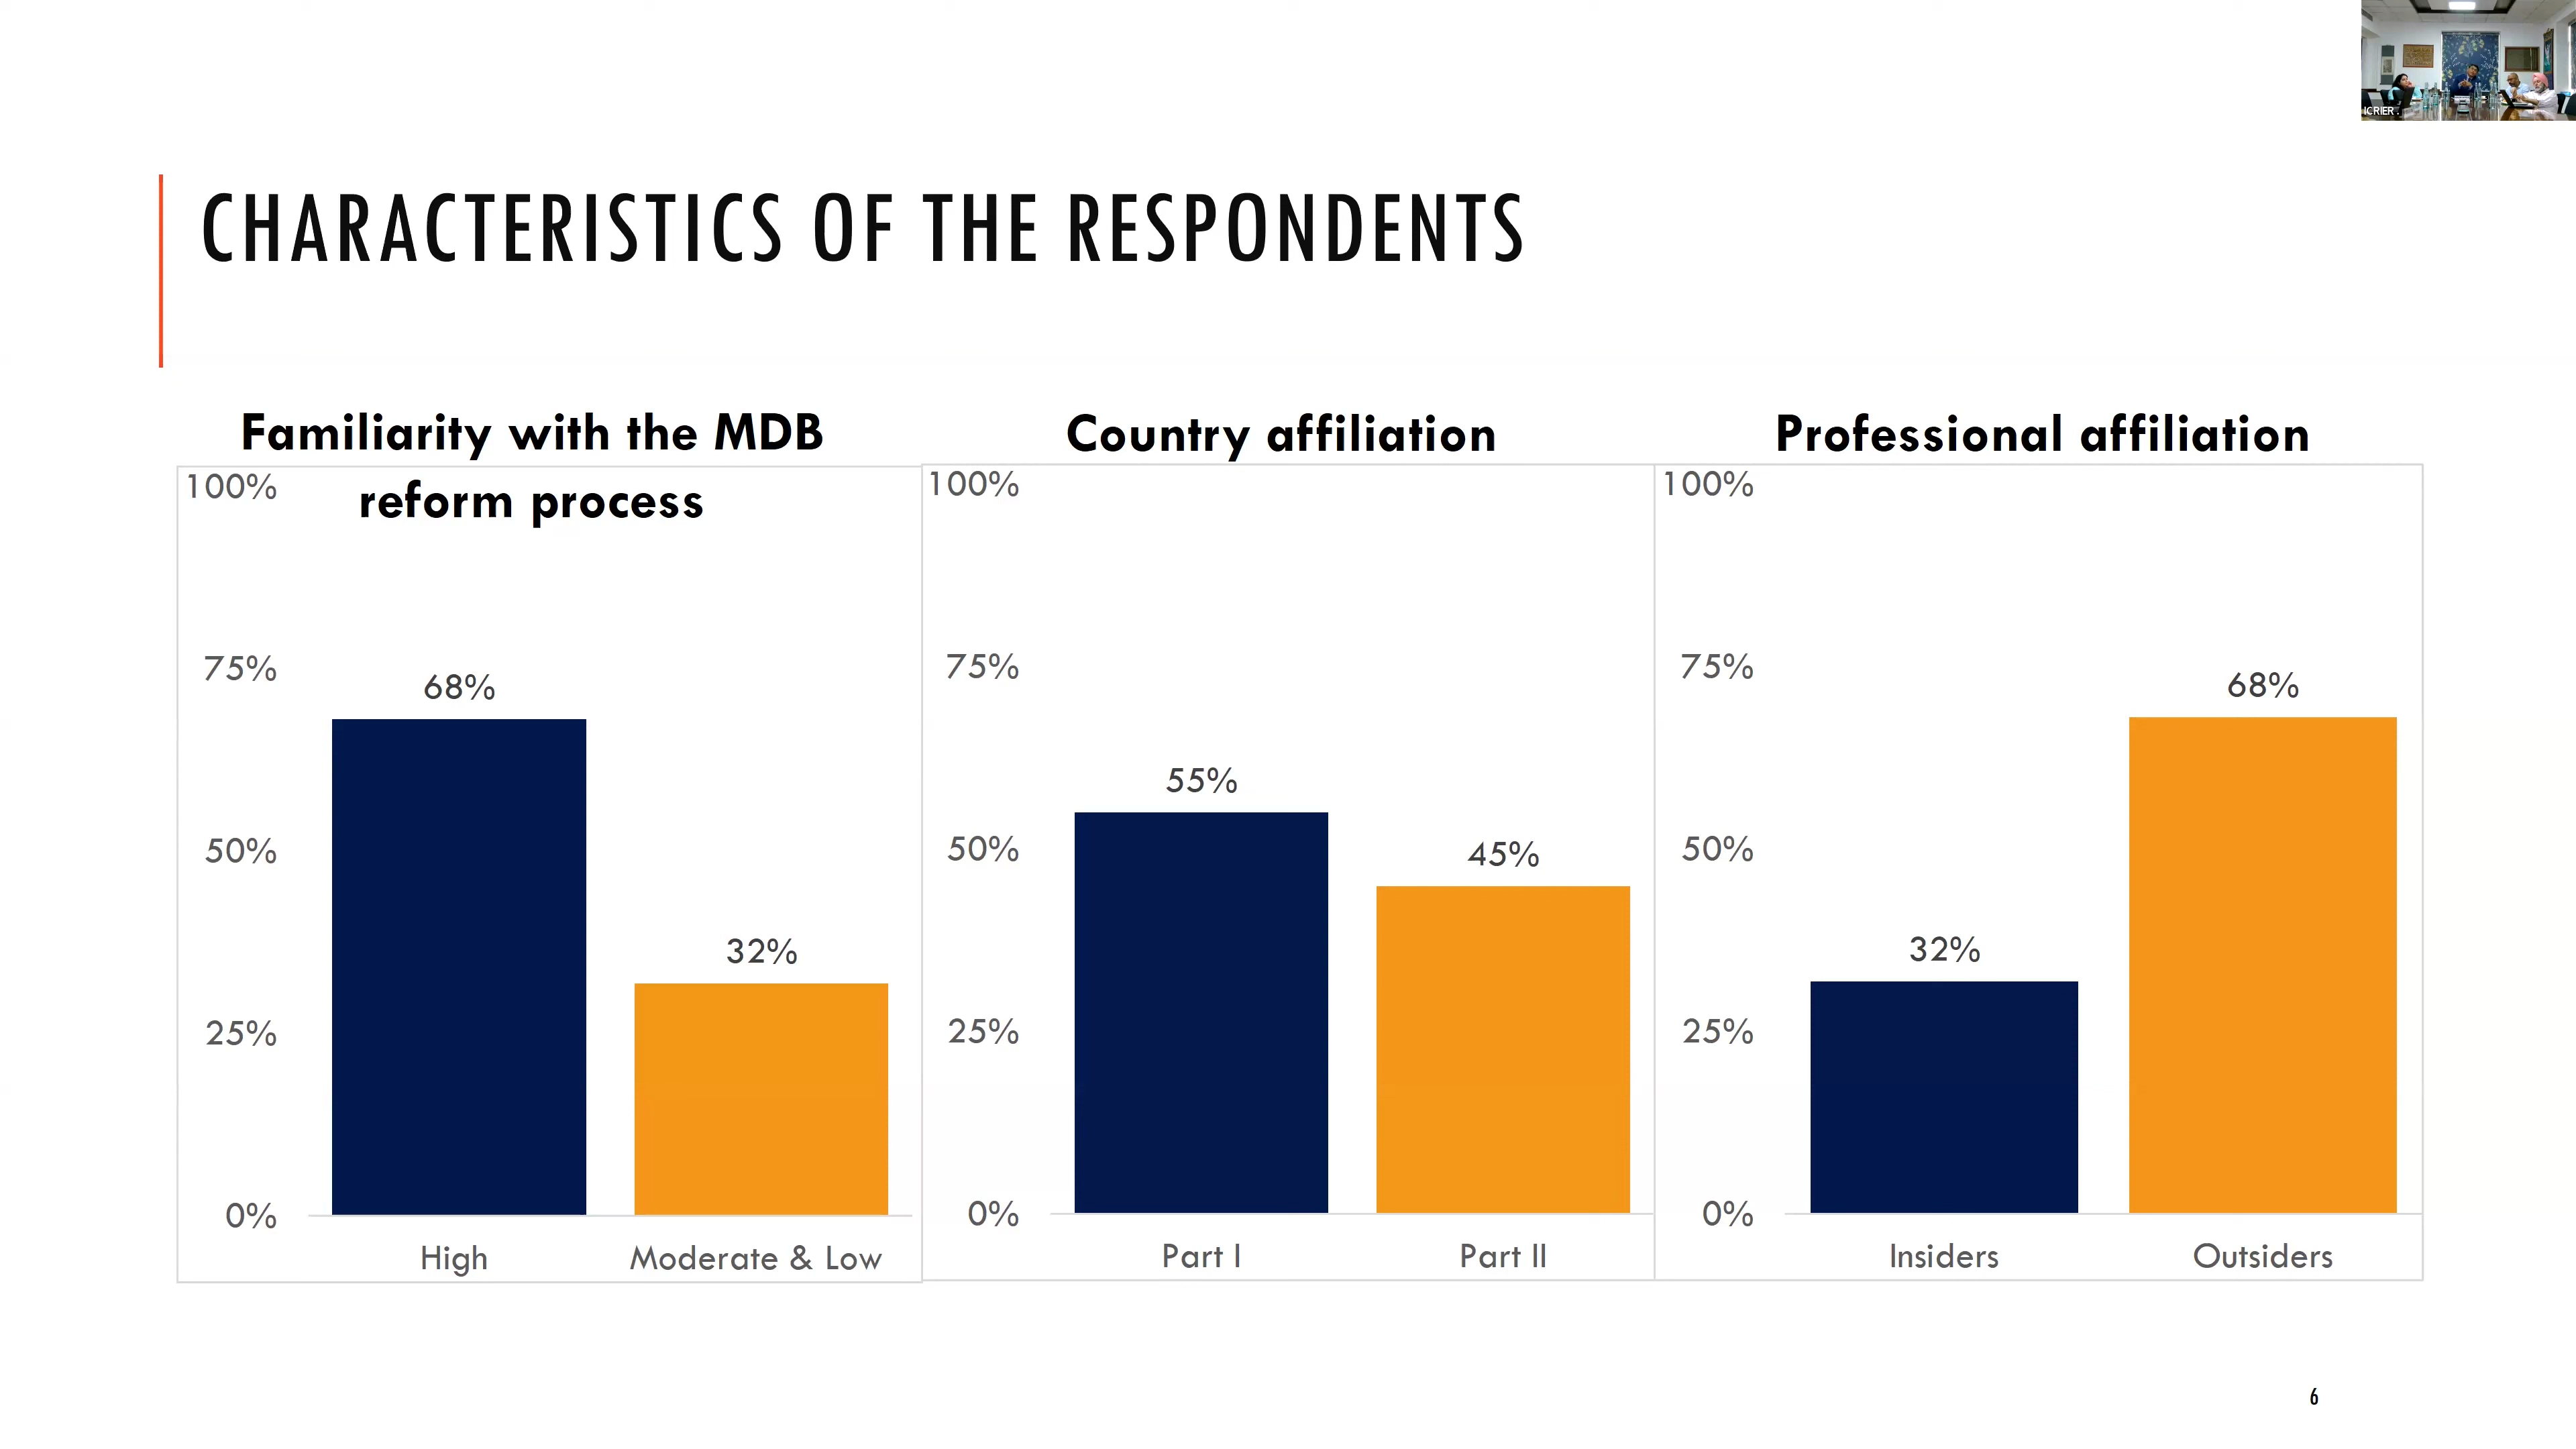 ICRIER .
CHARACTERISTICS OF THE RESPONDENTS
Familiarity with the MDB
reform process
100%
75%
50%
25%
0%
68%
32%
High
Moderate & Low
Country affiliation
100%
75%
50%
25%
0%
55%
45%
Part I
Part II
Professional affiliation
100%
75%
50%
25%
0%
32%
68%
Insiders
Outsiders
6